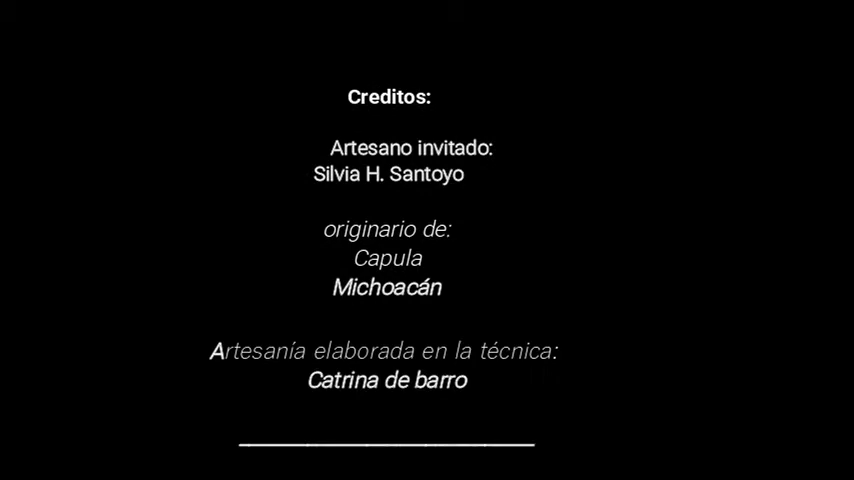 Creditos:
Artesano invitado:
Silvia H. Santoyo
originario de:
Capula
Michoacán
Artesanía elaborada en la técnica:
Catrina de barro